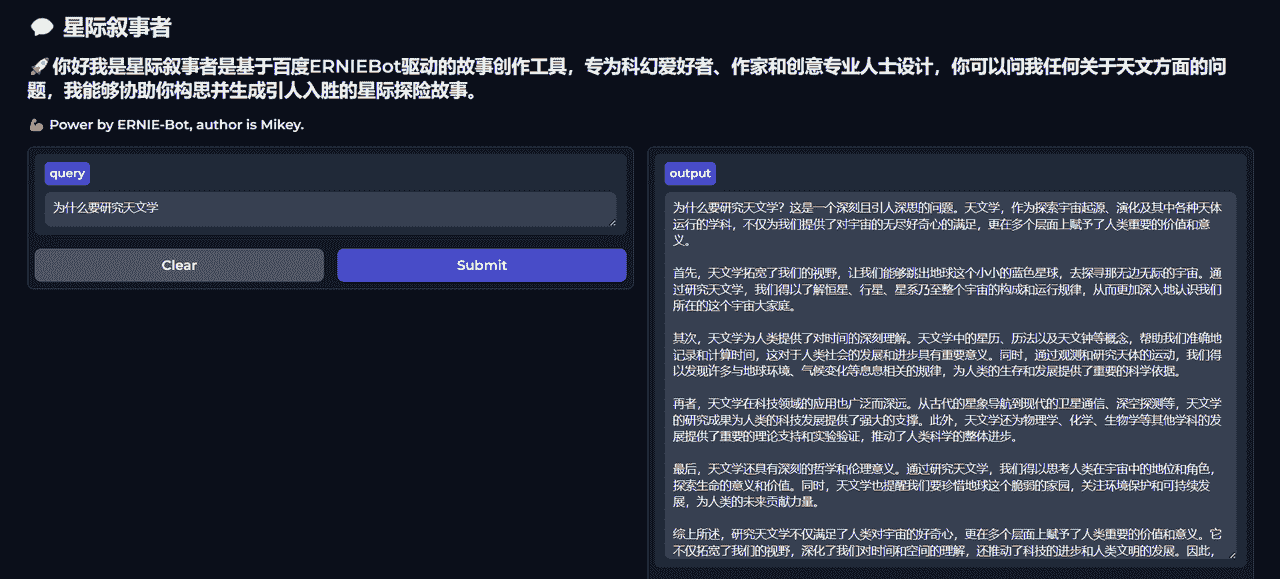 💬 星际叙事者
🚀 你好我是星际叙事者是基于百度ERNIEBot驱动的故事创作工具，专为科幻爱好者、作家和创意专业人士设计，你可以问我任何关于天文方面的问
题，我能够协助你构思并生成引人入胜的星际探险故事。
💪 Power by ERNIE-Bot, author is Mikey.
query
为什么要研究天文学
Clear
Submit
output
为什么要研究天文学？这是一个深刻且引人深思的问题。天文学，作为探索宇宙起源、演化及其中各种天体
运行的学科，不仅为我们提供了对宇宙的无尽好奇心的满足，更在多个层面上赋予了人类重要的价值和意
义。
首先，天文学拓宽了我们的视野，让我们能够跳出地球这个小小的蓝色星球，去探寻那无边无际的宇宙。通
过研究天文学，我们得以了解恒星、行星、星系乃至整个宇宙的构成和运行规律，从而更加深入地认识我们
所在的这个宇宙大家庭。
其次，天文学为人类提供了对时间的深刻理解。天文学中的星历、历法以及天文钟等概念，帮助我们准确地
记录和计算时间，这对于人类社会的发展和进步具有重要意义。同时，通过观测和研究天体的运动，我们得
以发现许多与地球环境、气候变化等息息相关的规律，为人类的生存和发展提供了重要的科学依据。
再者，天文学在科技领域的应用也广泛而深远。从古代的星象导航到现代的卫星通信、深空探测等，天文学
的研究成果为人类的科技发展提供了强大的支撑。此外，天文学还为物理学、化学、生物学等其他学科的发
展提供了重要的理论支持和实验验证，推动了人类科学的整体进步。
最后，天文学还具有深刻的哲学和伦理意义。通过研究天文学，我们得以思考人类在宇宙中的地位和角色，
探索生命的意义和价值。同时，天文学也提醒我们要珍惜地球这个脆弱的家园，关注环境保护和可持续发
展，为人类的未来贡献力量。
综上所述，研究天文学不仅满足了人类对宇宙的好奇心，更在多个层面上赋予了人类重要的价值和意义。它
不仅拓宽了我们的视野，深化了我们对时间和空间的理解，还推动了科技的进步和人类文明的发展。因此，